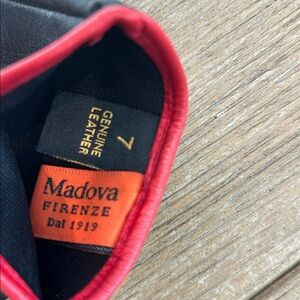 7
GENUINE
LEATHER
Madova
FIRENZE
Dal 1919